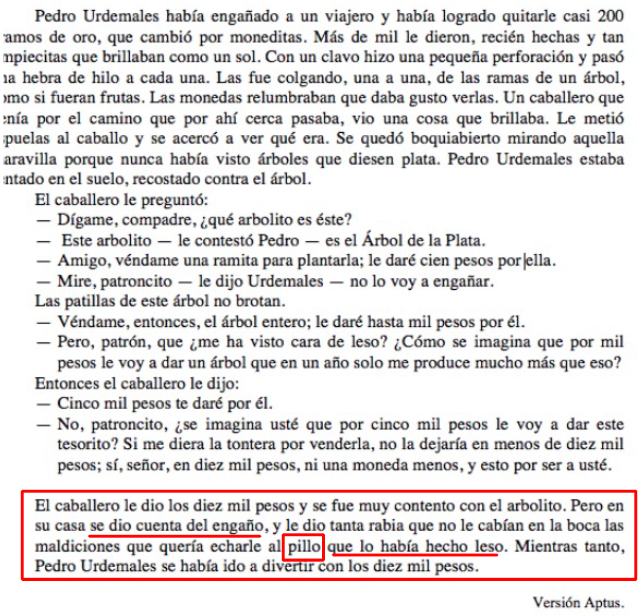 Pedro Urdemales había engañado a un viajero y había logrado quitarle casi 200
ramos de oro, que cambió por moneditas. Más de mil le dieron, recién hechas y tan
mpiecitas que brillaban como un sol. Con un clavo hizo una pequeña perforación y pasó
na hebra de hilo a cada una. Las fue colgando, una a una, de las ramas de un árbol,
omo si fueran frutas. Las monedas relumbraban que daba gusto verlas. Un caballero que
enía por el camino que por ahí cerca pasaba, vio una cosa que brillaba. Le metió
spuelas al caballo y se acercó a ver qué era. Se quedó boquiabierto mirando aquella
aravilla porque nunca había visto árboles que diesen plata. Pedro Urdemales estaba
entado en el suelo, recostado contra el árbol.
El caballero le preguntó:
— Dígame, compadre, ¿qué arbolito es éste?
— Este arbolito — le contestó Pedro — es el Árbol de la Plata.
— Amigo, véndame una ramita para plantarla; le daré cien pesos por ella.
— Mire, patroncito — le dijo Urdemales — no lo voy a engañar.
Las patillas de este árbol no brotan.
— Véndame, entonces, el árbol entero; le daré hasta mil pesos por él.
— Pero, patrón, que ¿me ha visto cara de leso? ¿Cómo se imagina que por mil
pesos le voy a dar un árbol que en un año solo me produce mucho más que eso?
Entonces el caballero le dijo:
— Cinco mil pesos te daré por él.
— No, patroncito, ¿se imagina usté que por cinco mil pesos le voy a dar este
tesorito? Si me diera la tontera por venderla, no la dejaría en menos de diez mil
pesos; sí, señor, en diez mil pesos, ni una moneda menos, y esto por ser a usté.
El caballero le dio los diez mil pesos y se fue muy contento con el arbolito. Pero en
su casa se dio cuenta del engaño, y le dio tanta rabia que no le cabían en la boca las
maldiciones que quería echarle al pillo que lo había hecho leso. Mientras tanto,
Pedro Urdemales se había ido a divertir con los diez mil pesos.
Versión Aptus.